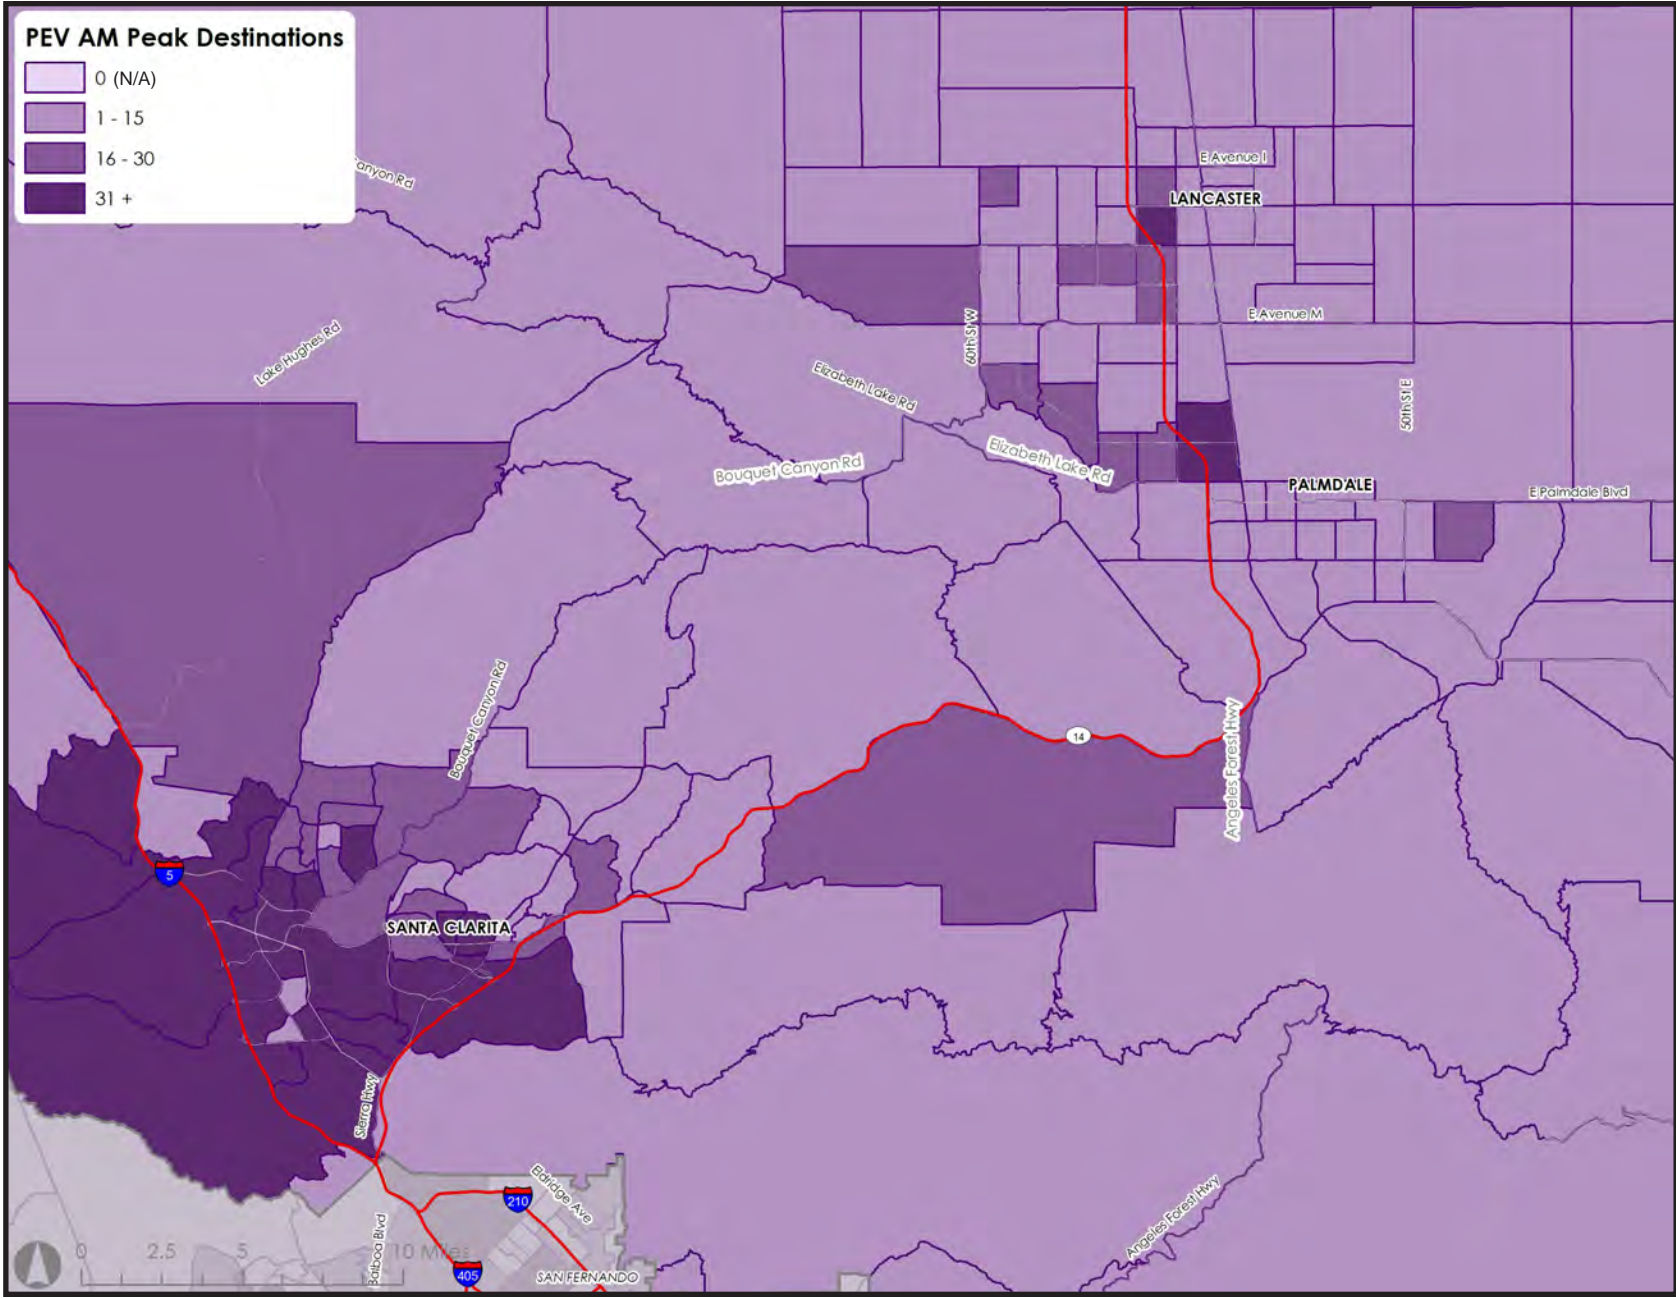 PEV AM Peak Destinations
0 (N/A)
1 - 15
16 - 30
31 +
anyon Rd
E Avenue I
LANCASTER
E Avenue M
60th St W
Lake Hughes Rd
Elizabeth Lake Rd
50th St E
Bouquet Canyon Rd
Elizabeth Lake Rd
PALMDALE
E Palmdale Blvd
Bouquet Canyon Rd
14
Angeles Forest Hwy
5
SANTA CLARITA
Sierra Hwy
210
Eldridge Ave
Balboa Blvd
405
SAN FERNANDO
Angeles Forest Hwy
0 2.5 5 10 Miles